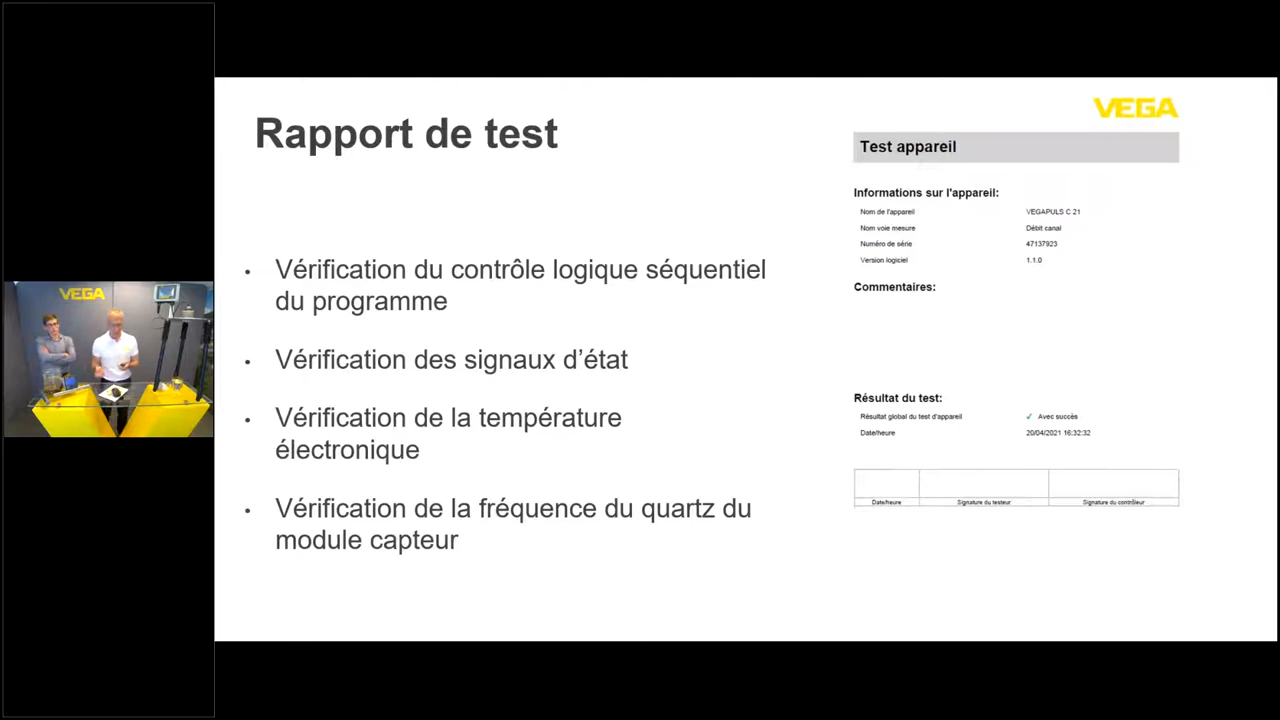 VEGA
Rapport de test
Vérification du contrôle logique séquentiel
du programme
Vérification des signaux d’état
Vérification de la température
électronique
Vérification de la fréquence du quartz du
module capteur
VEGA
Test appareil
Informations sur l'appareil:
Nom de l'appareil VEGAPULS C 21
Nom voie mesure Débit canal
Numéro de série 47137923
Version logiciel 1.1.0
Commentaires:
Résultat du test:
Résultat global du test d'appareil ✓ Avec succès
Date/heure 20/04/2021 16:32:32
Date/heure Signature du testeur Signature du contrôleur